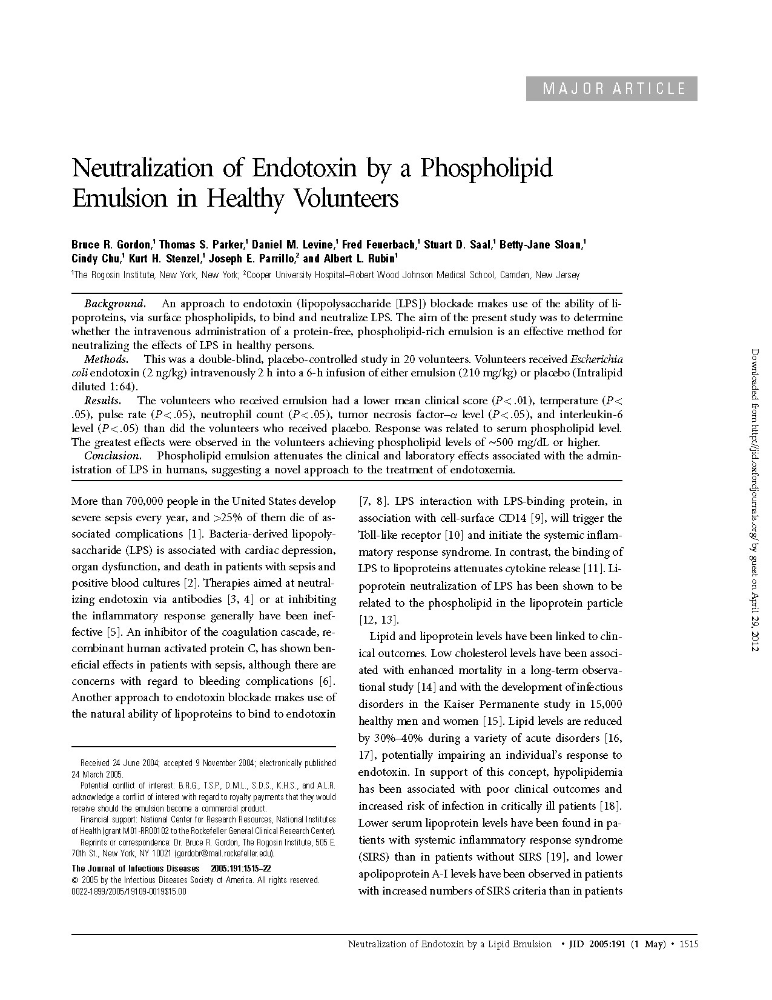 MAJOR ARTICLE
Neutralization of Endotoxin by a Phospholipid
Emulsion in Healthy Volunteers
Bruce R. Gordon,1 Thomas S. Parker,1 Daniel M. Levine,1 Fred Feuerbach,1 Stuart D. Saal,1 Betty-Jane Sloan,1
Cindy Chu,1 Kurt H. Stenzel,1 Joseph E. Parrillo,2 and Albert L. Rubin1
1The Rogosin Institute, New York, New York; 2Cooper University Hospital–Robert Wood Johnson Medical School, Camden, New Jersey
Background. An approach to endotoxin (lipopolysaccharide [LPS]) blockade makes use of the ability of li-
poproteins, via surface phospholipids, to bind and neutralize LPS. The aim of the present study was to determine
whether the intravenous administration of a protein-free, phospholipid-rich emulsion is an effective method for
neutralizing the effects of LPS in healthy persons.
Methods. This was a double-blind, placebo-controlled study in 20 volunteers. Volunteers received Escherichia
coli endotoxin (2 ng/kg) intravenously 2 h into a 6-h infusion of either emulsion (210 mg/kg) or placebo (Intralipid
diluted 1:64).
Results. The volunteers who received emulsion had a lower mean clinical score (P < .01), temperature (P <
.05), pulse rate (P < .05), neutrophil count (P < .05), tumor necrosis factor–α level (P < .05), and interleukin-6
level (P < .05) than did the volunteers who received placebo. Response was related to serum phospholipid level.
The greatest effects were observed in the volunteers achieving phospholipid levels of ~500 mg/dL or higher.
Conclusion. Phospholipid emulsion attenuates the clinical and laboratory effects associated with the admin-
istration of LPS in humans, suggesting a novel approach to the treatment of endotoxemia.
More than 700,000 people in the United States develop
severe sepsis every year, and >25% of them die of as-
sociated complications [1]. Bacteria-derived lipopoly-
saccharide (LPS) is associated with cardiac depression,
organ dysfunction, and death in patients with sepsis and
positive blood cultures [2]. Therapies aimed at neutral-
izing endotoxin via antibodies [3, 4] or at inhibiting
the inflammatory response generally have been inef-
fective [5]. An inhibitor of the coagulation cascade, re-
combinant human activated protein C, has shown ben-
eficial effects in patients with sepsis, although there are
concerns with regard to bleeding complications [6].
Another approach to endotoxin blockade makes use of
the natural ability of lipoproteins to bind to endotoxin
Received 24 June 2004; accepted 9 November 2004; electronically published
24 March 2005.
Potential conflict of interest: B.R.G., T.S.P., D.M.L., S.D.S., K.H.S., and A.L.R.
acknowledge a conflict of interest with regard to royalty payments that they would
receive should the emulsion become a commercial product.
Financial support: National Center for Research Resources, National Institutes
of Health (grant M01-RR00102 to the Rockefeller General Clinical Research Center).
Reprints or correspondence: Dr. Bruce R. Gordon, The Rogosin Institute, 505 E.
70th St., New York, NY 10021 (gordobr@mail.rockefeller.edu).
The Journal of Infectious Diseases 2005;191:1515–22
© 2005 by the Infectious Diseases Society of America. All rights reserved.
0022-1899/2005/19109-0019$15.00
[7, 8]. LPS interaction with LPS-binding protein, in
association with cell-surface CD14 [9], will trigger the
Toll-like receptor [10] and initiate the systemic inflam-
matory response syndrome. In contrast, the binding of
LPS to lipoproteins attenuates cytokine release [11]. Li-
poprotein neutralization of LPS has been shown to be
related to the phospholipid in the lipoprotein particle
[12, 13].
Lipid and lipoprotein levels have been linked to clin-
ical outcomes. Low cholesterol levels have been associ-
ated with enhanced mortality in a long-term observa-
tional study [14] and with the development of infectious
disorders in the Kaiser Permanente study in 15,000
healthy men and women [15]. Lipid levels are reduced
by 30%–40% during a variety of acute disorders [16,
17], potentially impairing an individual's response to
endotoxin. In support of this concept, hypolipidemia
has been associated with poor clinical outcomes and
increased risk of infection in critically ill patients [18].
Lower serum lipoprotein levels have been found in pa-
tients with systemic inflammatory response syndrome
(SIRS) than in patients without SIRS [19], and lower
apolipoprotein A-I levels have been observed in patients
with increased numbers of SIRS criteria than in patients
Neutralization of Endotoxin by a Lipid Emulsion • JID 2005:191 (1 May) • 1515
Downloaded from http://jid.oxfordjournals.org/ by guest on April 29, 2012